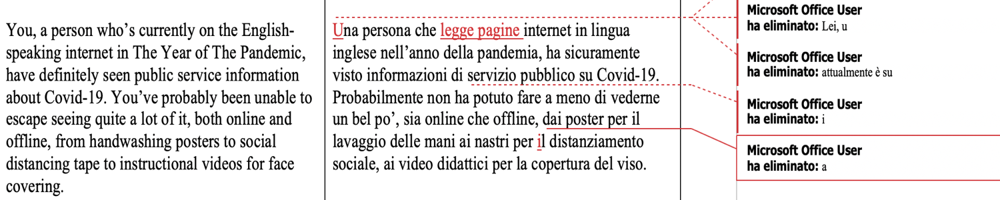 You, a person who's currently on the English-
speaking internet in The Year of The Pandemic,
have definitely seen public service information
about Covid-19. You've probably been unable to
escape seeing quite a lot of it, both online and
offline, from handwashing posters to social
distancing tape to instructional videos for face
covering.
Una persona che legge pagine internet in lingua
inglese nell'anno della pandemia, ha sicuramente
visto informazioni di servizio pubblico su Covid-19.
Probabilmente non ha potuto fare a meno di vederne
un bel po', sia online che offline, dai poster per il
lavaggio delle mani ai nastri per il distanziamento
sociale, ai video didattici per la copertura del viso.
Microsoft Office User
ha eliminato: Lei, u
Microsoft Office User
ha eliminato: attualmente è su
Microsoft Office User
ha eliminato: i
Microsoft Office User
ha eliminato: a